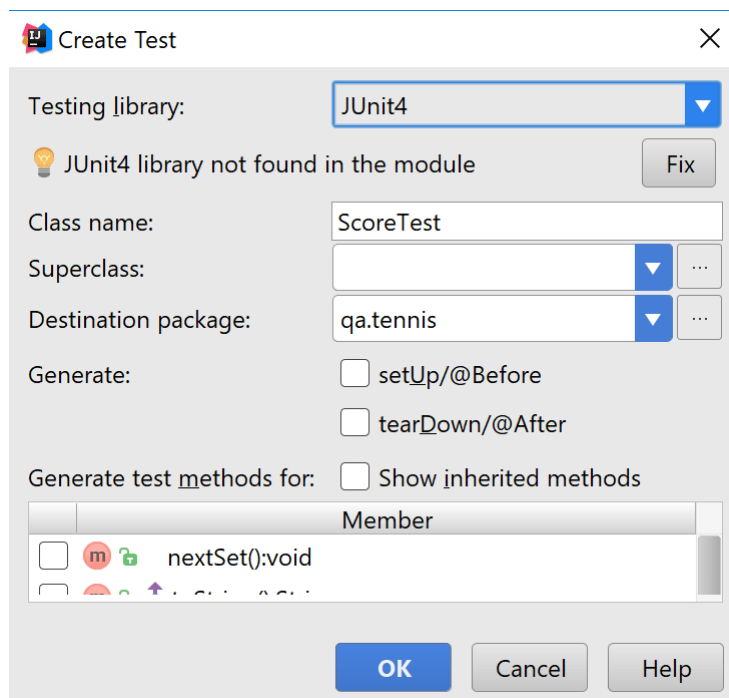 Create Test
Testing library: JUnit4
JUnit4 library not found in the module Fix
Class name: ScoreTest
Superclass: ...
Destination package: qa.tennis ...
Generate: setUp/@Before
tearDown/@After
Generate test methods for: Show inherited methods
Member
m nextSet():void
OK Cancel Help